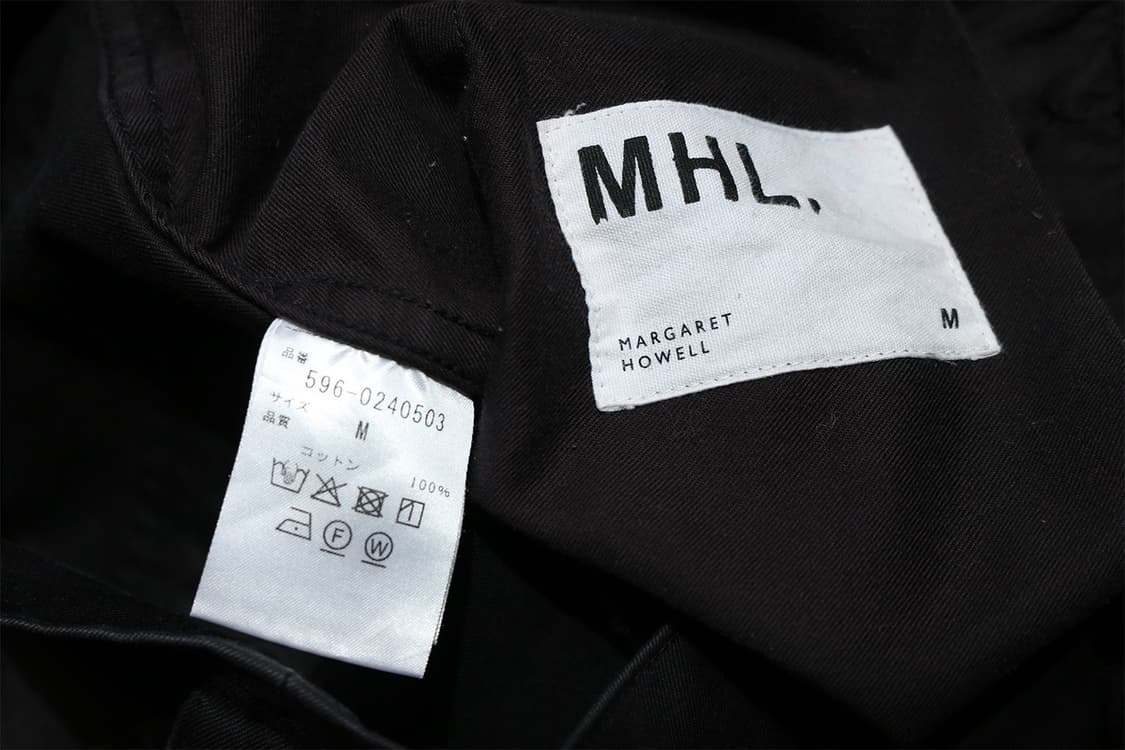 MHL.
MARGARET
HOWELL
M
品番
596-0240503
サイズ
M
品質
コットン
100%
F
W